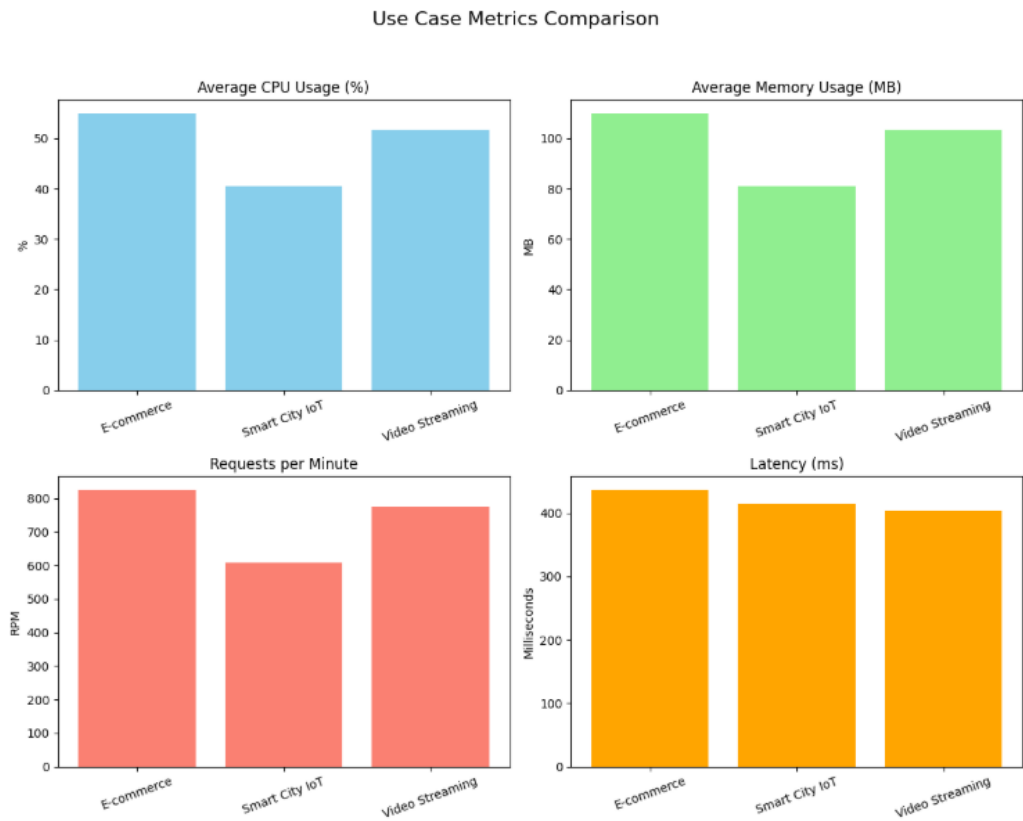 Use Case Metrics Comparison
Average CPU Usage (%)
%
50
40
30
20
10
0
E-commerce
Smart City IoT
Video Streaming
Average Memory Usage (MB)
MB
100
80
60
40
20
0
E-commerce
Smart City IoT
Video Streaming
Requests per Minute
RPM
800
700
600
500
400
300
200
100
0
E-commerce
Smart City IoT
Video Streaming
Latency (ms)
Milliseconds
400
300
200
100
0
E-commerce
Smart City IoT
Video Streaming